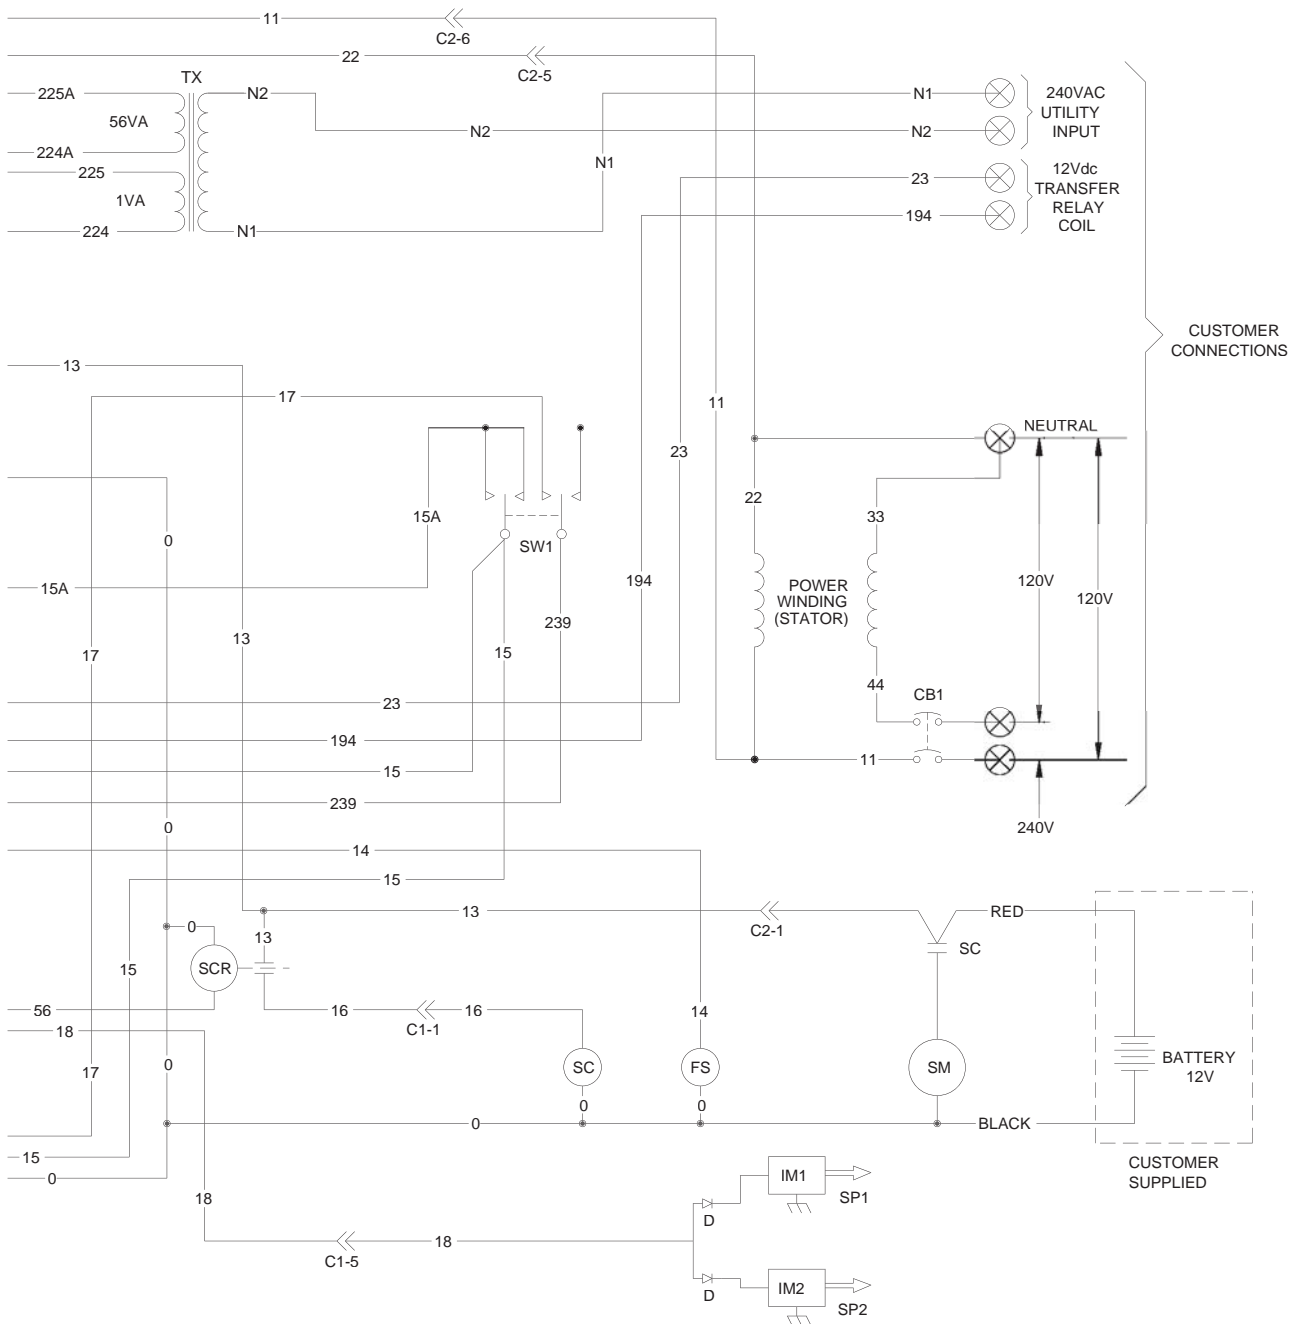 11
C2-6
22
C2-5
TX
225A
N2
N1
240VAC
UTILITY
INPUT
56VA
N2
N2
224A
N1
225
12Vdc
TRANSFER
RELAY
COIL
23
1VA
194
224
N1
CUSTOMER
CONNECTIONS
13
17
11
NEUTRAL
23
22
15A
33
0
SW1
15A
194
POWER
WINDING
(STATOR)
120V
120V
239
13
17
15
44
CB1
23
194
11
15
239
0
240V
14
15
13
RED
0
13
C2-1
SC
SCR
15
56
16
16
14
18
C1-1
0
17
SC
FS
SM
BATTERY
12V
0
0
0
BLACK
15
CUSTOMER
SUPPLIED
0
IM1
SP1
18
D
18
C1-5
IM2
D
SP2